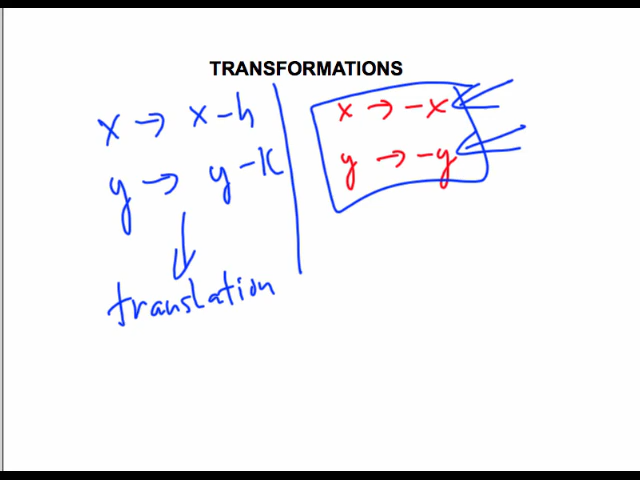 TRANSFORMATIONS
x → x-h
y → y-k
translation
x → -x
y → -y